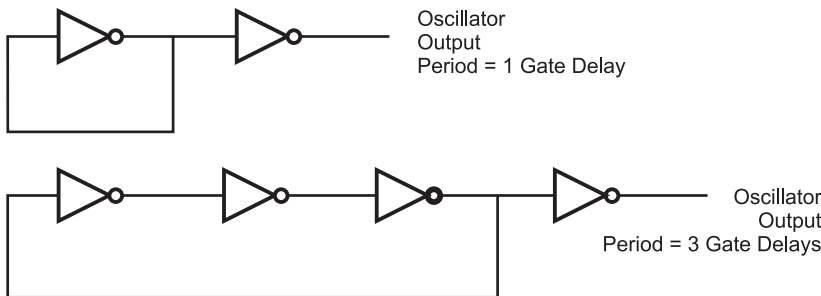 Oscillator
Output
Period = 1 Gate Delay
Oscillator
Output
Period = 3 Gate Delays